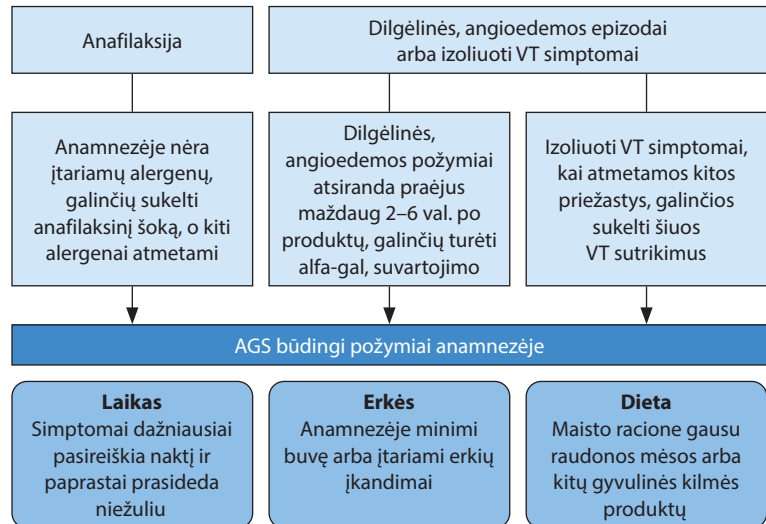 Anafilaksija
Dilgėlinės, angioedemos epizodai
arba izoliuoti VT simptomai
Anamnezėje nėra
įtariamų alergenų,
galinčių sukelti
anafilaksinį šoką, o kiti
alergenai atmetami
Dilgėlinės,
angioedemos požymiai
atsiranda praėjus
maždaug 2–6 val. po
produktų, galinčių turėti
alfa-gal, suvartojimo
Izoliuoti VT simptomai,
kai atmetamos kitos
priežastys, galinčios
sukelti šiuos
VT sutrikimus
AGS būdingi požymiai anamnezėje
Laikas
Simptomai dažniausiai
pasireiškia naktį ir
paprastai prasideda
niežuliu
Erkės
Anamnezėje minimi
buvę arba įtariami erkių
įkandimai
Dieta
Maisto racione gausu
raudonos mėsos arba
kitų gyvulinės kilmės
produktų